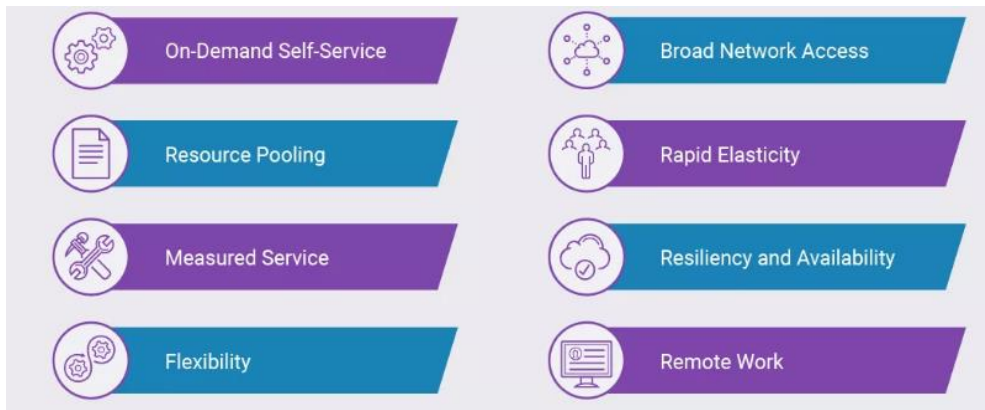 On-Demand Self-Service
Broad Network Access
Resource Pooling
Rapid Elasticity
Measured Service
Resiliency and Availability
Flexibility
Remote Work